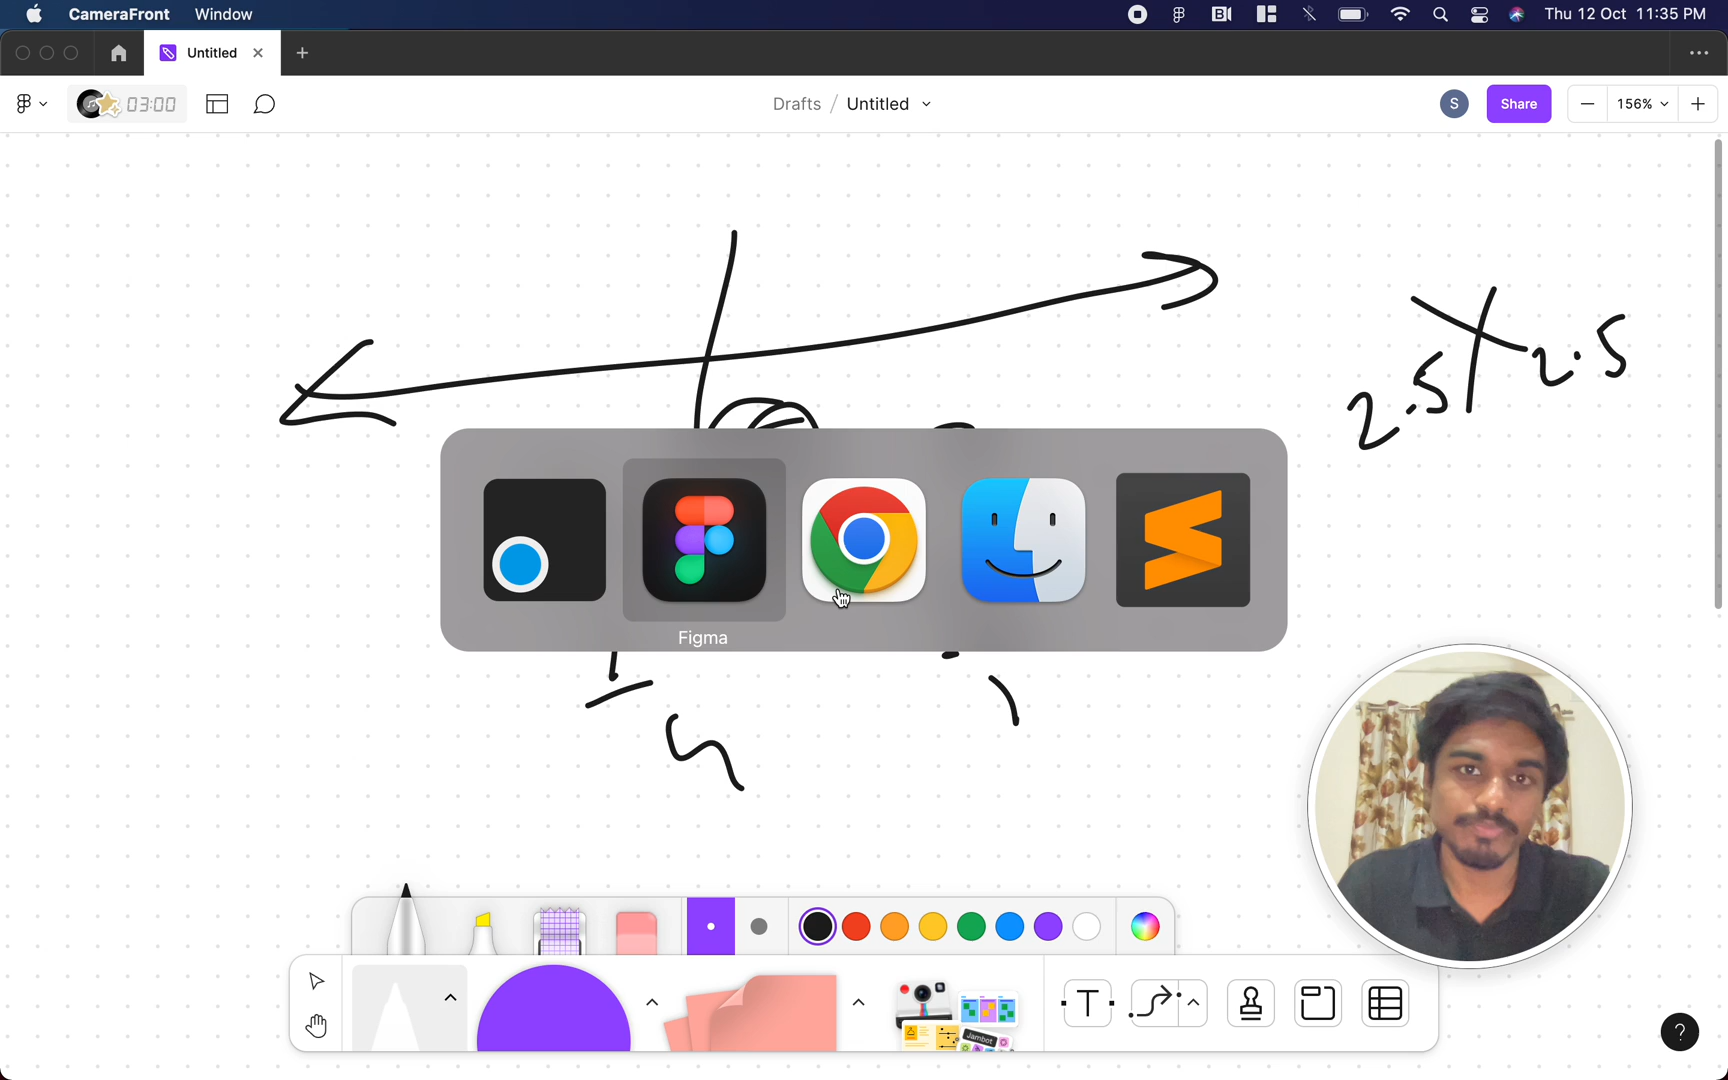 CameraFront Window
Thu 12 Oct 11:35 PM
Untitled
03:00
Drafts / Untitled
S
Share
156%
2.5
2.5
Figma
T
Jambot
?